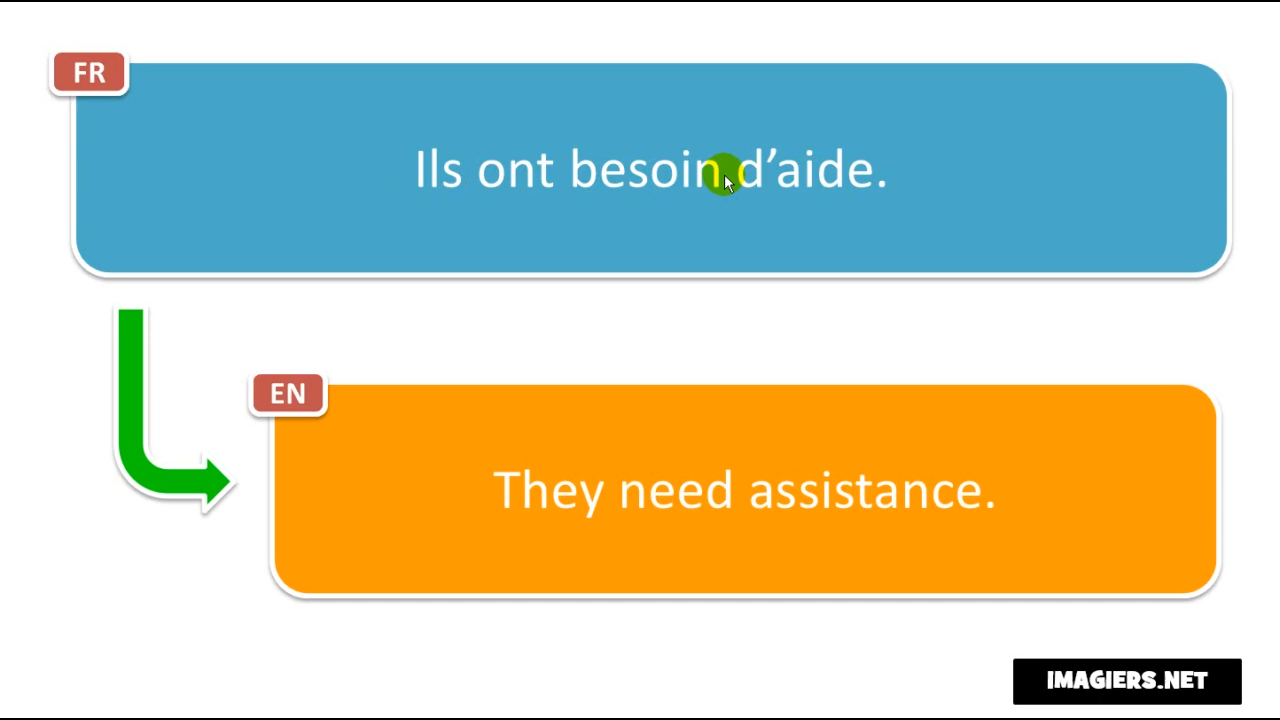 FR
Ils ont besoin d’aide.
EN
They need assistance.
IMAGIERS.NET